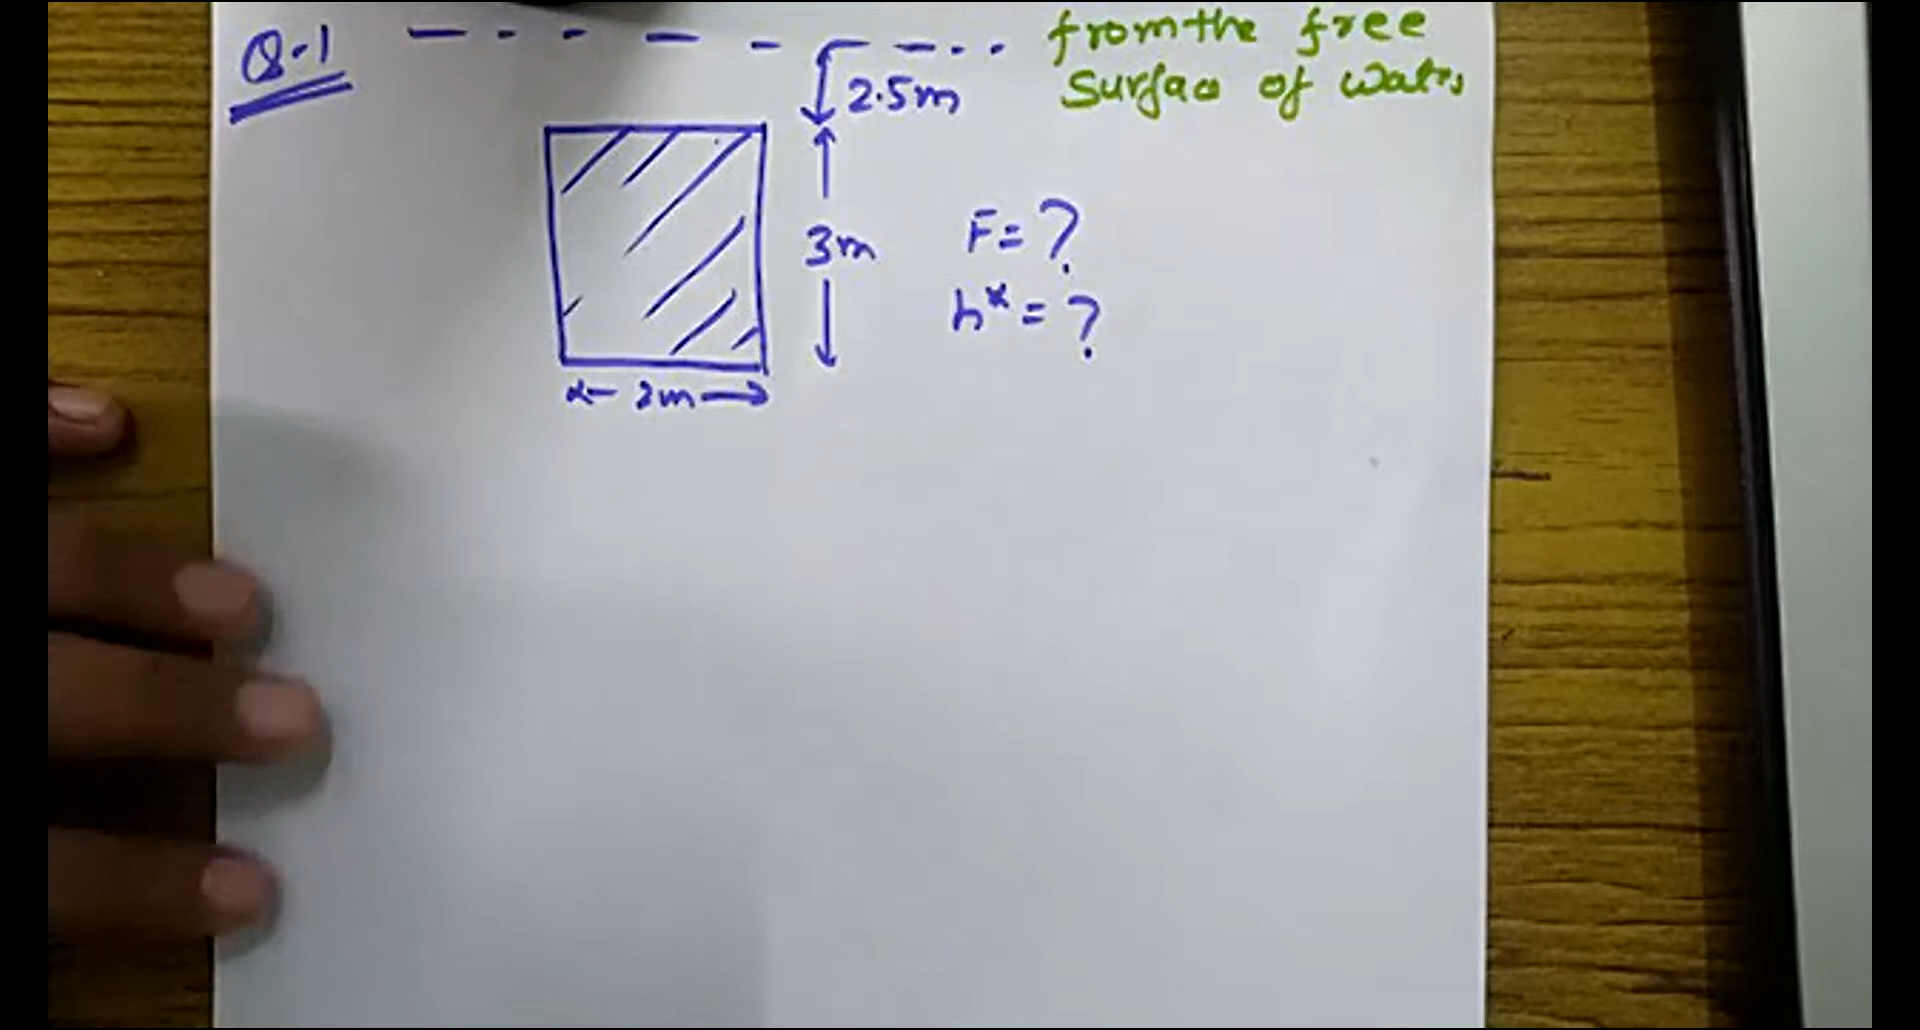 Q-1
from the free
Surface of water
2.5m
3m
F = ?
h* = ?
2m